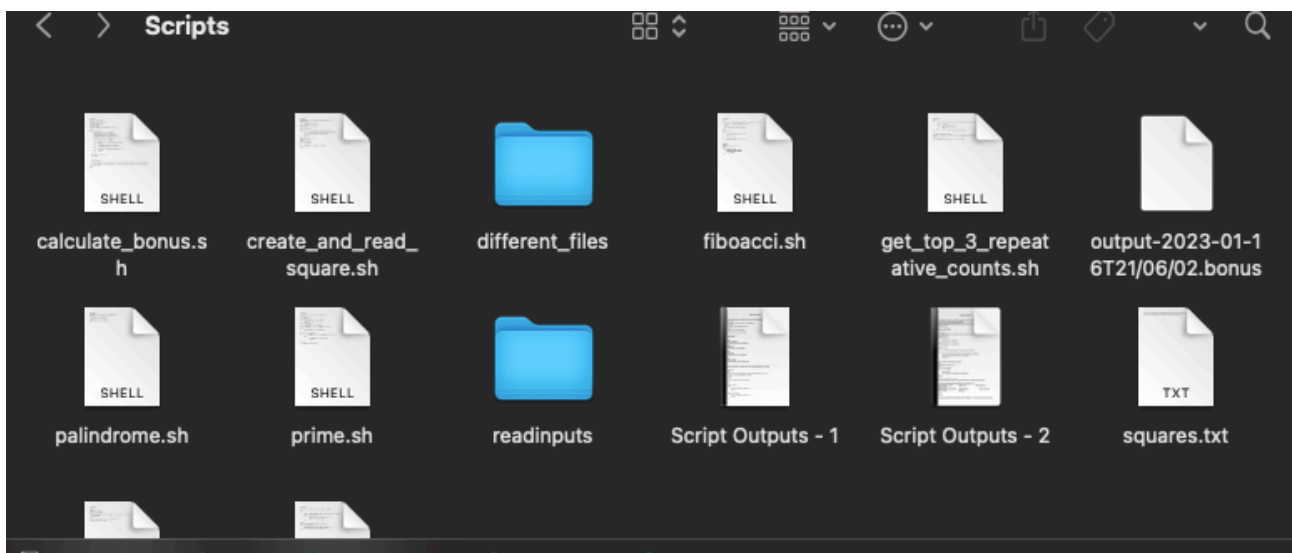 Scripts
SHELL
SHELL
SHELL
SHELL
calculate_bonus.s
h
create_and_read_
square.sh
different_files
fiboacci.sh
get_top_3_repeat
ative_counts.sh
output-2023-01-1
6T21/06/02.bonus
SHELL
SHELL
TXT
palindrome.sh
prime.sh
readinputs
Script Outputs - 1
Script Outputs - 2
squares.txt